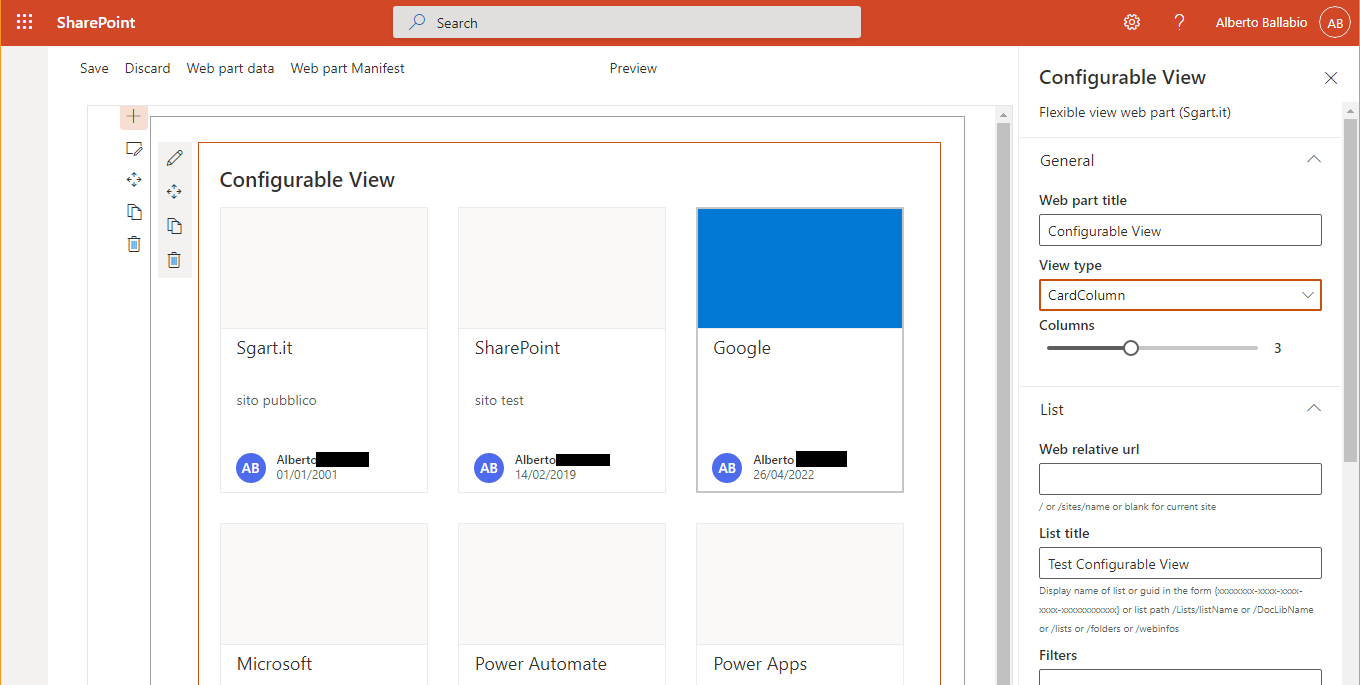 SharePoint
Search
?
Alberto Ballabio
AB
Save Discard Web part data Web part Manifest Preview
Configurable View
Sgart.it
sito pubblico
AB
Alberto
01/01/2001
SharePoint
sito test
AB
Alberto
14/02/2019
Google
AB
Alberto
26/04/2022
Microsoft
Power Automate
Power Apps
Configurable View
Flexible view web part (Sgart.it)
General
Web part title
Configurable View
View type
CardColumn
Columns
3
List
Web relative url
/ or /sites/name or blank for current site
List title
Test Configurable View
Display name of list or guid in the form {xxxxxxxx-xxxx-xxxx-
xxxx-xxxxxxxxxxxx} or list path /Lists/listName or /DocLibName
or /lists or /folders or /webinfos
Filters